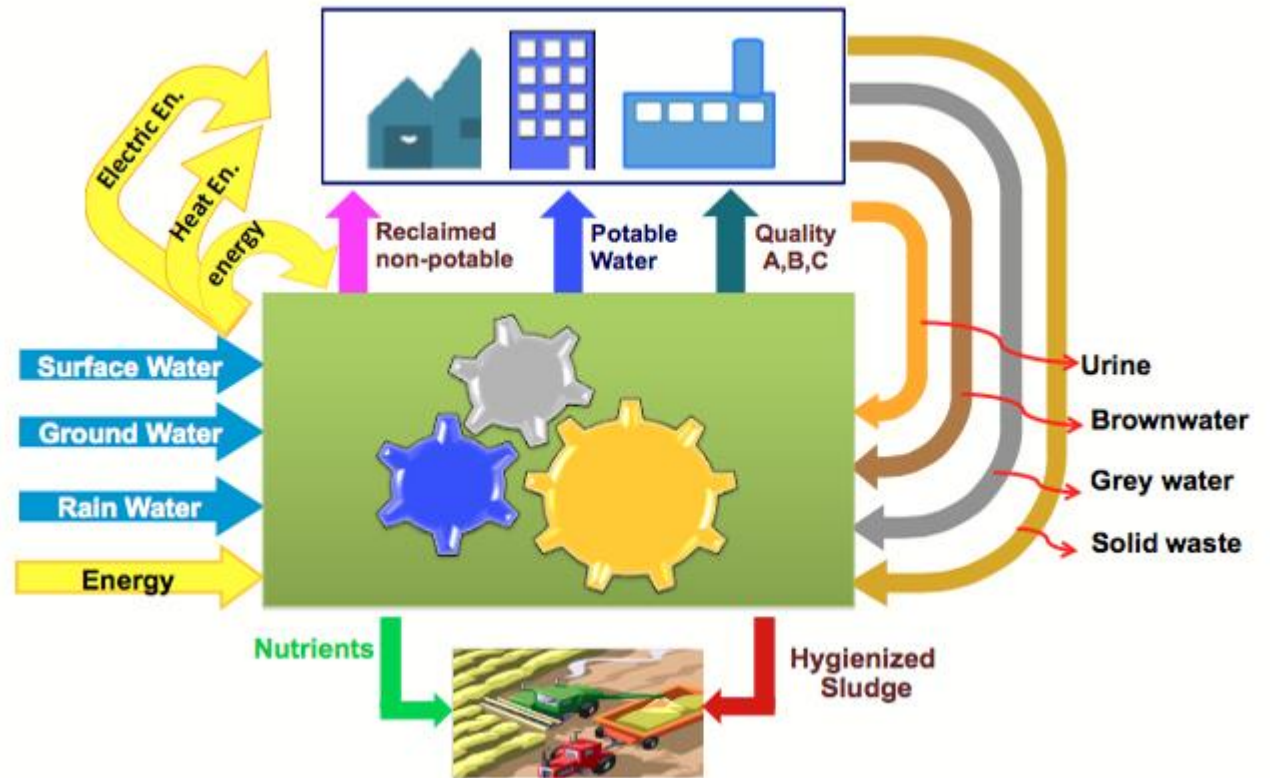 Electric En.
Heat En.
energy
Reclaimed
non-potable
Potable
Water
Quality
A,B,C
Surface Water
Ground Water
Rain Water
Energy
Urine
Brownwater
Grey water
Solid waste
Nutrients
Hygienized
Sludge